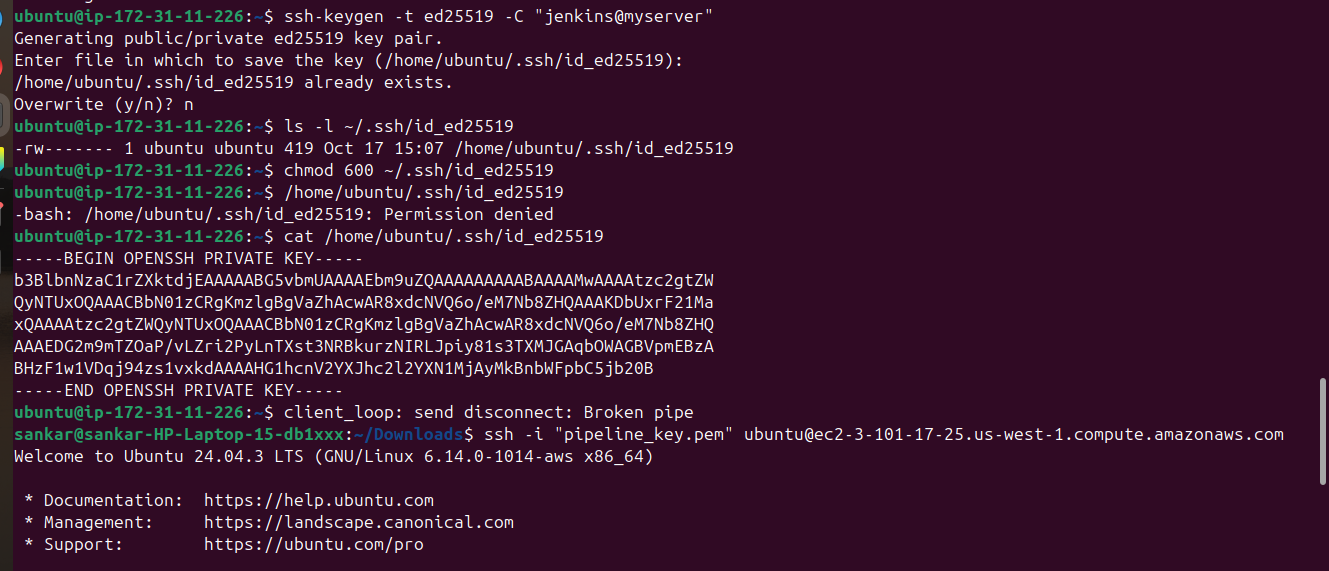 ubuntu@ip-172-31-11-226:~$ ssh-keygen -t ed25519 -C "jenkins@myserver"
Generating public/private ed25519 key pair.
Enter file in which to save the key (/home/ubuntu/.ssh/id_ed25519):
/home/ubuntu/.ssh/id_ed25519 already exists.
Overwrite (y/n)? n
ubuntu@ip-172-31-11-226:~$ ls -l ~/.ssh/id_ed25519
-rw------- 1 ubuntu ubuntu 419 Oct 17 15:07 /home/ubuntu/.ssh/id_ed25519
ubuntu@ip-172-31-11-226:~$ chmod 600 ~/.ssh/id_ed25519
ubuntu@ip-172-31-11-226:~$ /home/ubuntu/.ssh/id_ed25519
-bash: /home/ubuntu/.ssh/id_ed25519: Permission denied
ubuntu@ip-172-31-11-226:~$ cat /home/ubuntu/.ssh/id_ed25519
-----BEGIN OPENSSH PRIVATE KEY-----
b3BlbnNzaC1rZXktdjEAAAAABG5vbmUAAAAEbm9uZQAAAAAAAAABAAAAMwAAAAtzc2gtZW
QyNTUxOQAAACBbN01zCRgKmzlgBgVaZhAcwAR8xdcNVQ6o/eM7Nb8ZHQAAAKDbUxrF21Ma
xQAAAAtzc2gtZWQyNTUxOQAAACBbN01zCRgKmzlgBgVaZhAcwAR8xdcNVQ6o/eM7Nb8ZHQ
AAAEDG2m9mTZOaP/vLZri2PyLnTXst3NRBkurzNIRLJpiy81s3TXMJGAqbOWAGBVpmEBzA
BHzF1w1VDqj94zs1vxkdAAAAHG1hcnV2YXJhc2l2YXN1MjAyMkBnbWFpbC5jb20B
-----END OPENSSH PRIVATE KEY-----
ubuntu@ip-172-31-11-226:~$ client_loop: send disconnect: Broken pipe
sankar@sankar-HP-Laptop-15-db1xxx:~/Downloads$ ssh -i "pipeline_key.pem" ubuntu@ec2-3-101-17-25.us-west-1.compute.amazonaws.com
Welcome to Ubuntu 24.04.3 LTS (GNU/Linux 6.14.0-1014-aws x86_64)
* Documentation: https://help.ubuntu.com
* Management: https://landscape.canonical.com
* Support: https://ubuntu.com/pro